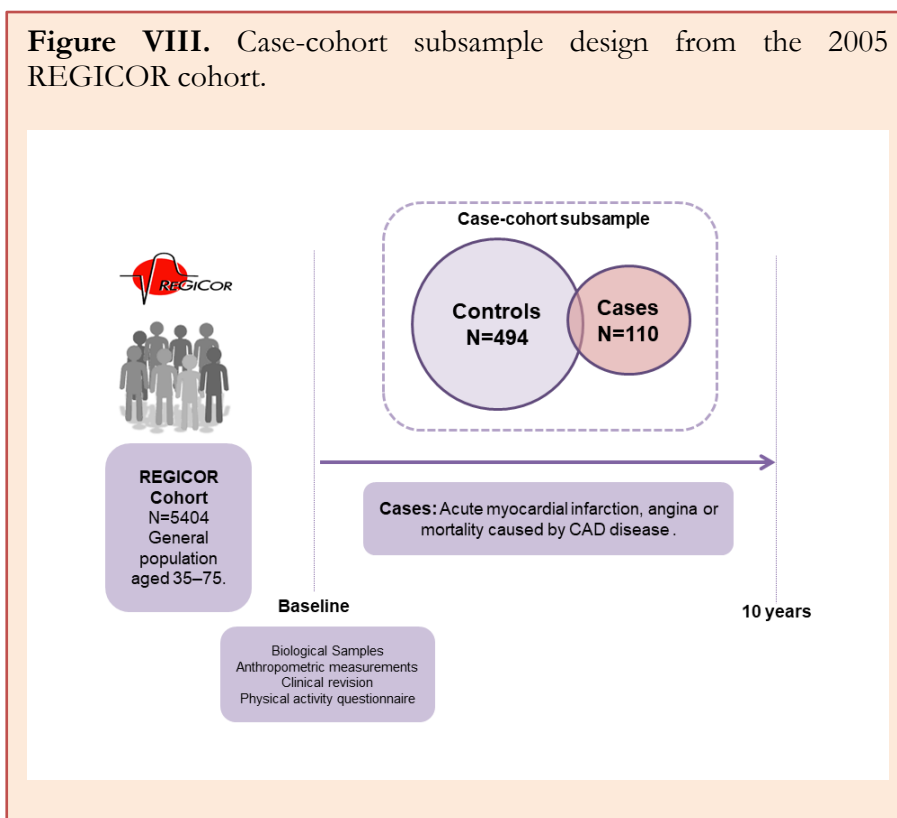 Figure VIII. Case-cohort subsample design from the 2005
REGICOR cohort.
Case-cohort subsample
REGICOR
Controls
N=494
Cases
N=110
REGICOR
Cohort
N=5404
General
population
aged 35–75.
Cases: Acute myocardial infarction, angina or
mortality caused by CAD disease .
Baseline
10 years
Biological Samples
Anthropometric measurements
Clinical revision
Physical activity questionnaire